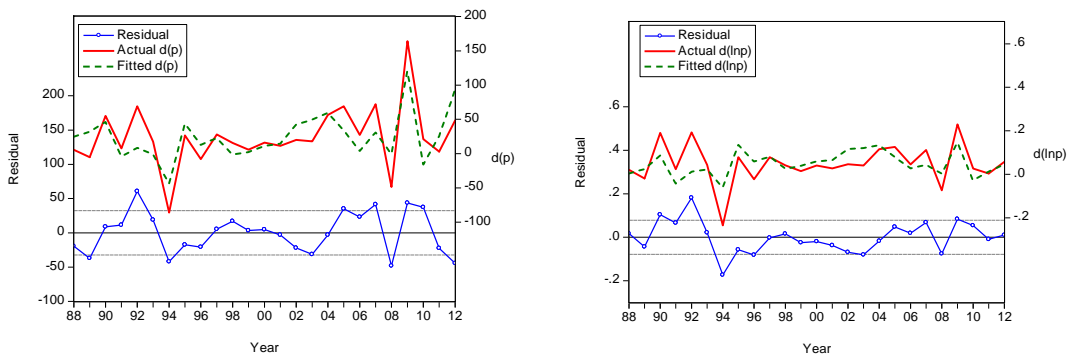 Residual
Actual d(p)
Fitted d(p)
200
150
100
50
0
-50
-100
d(p)
200
150
100
50
0
-50
-100
Residual
88 90 92 94 96 98 00 02 04 06 08 10 12
Year
Residual
Actual d(lnp)
Fitted d(lnp)
.6
.4
.2
.0
-.2
d(lnp)
.6
.4
.2
.0
-.2
Residual
88 90 92 94 96 98 00 02 04 06 08 10 12
Year